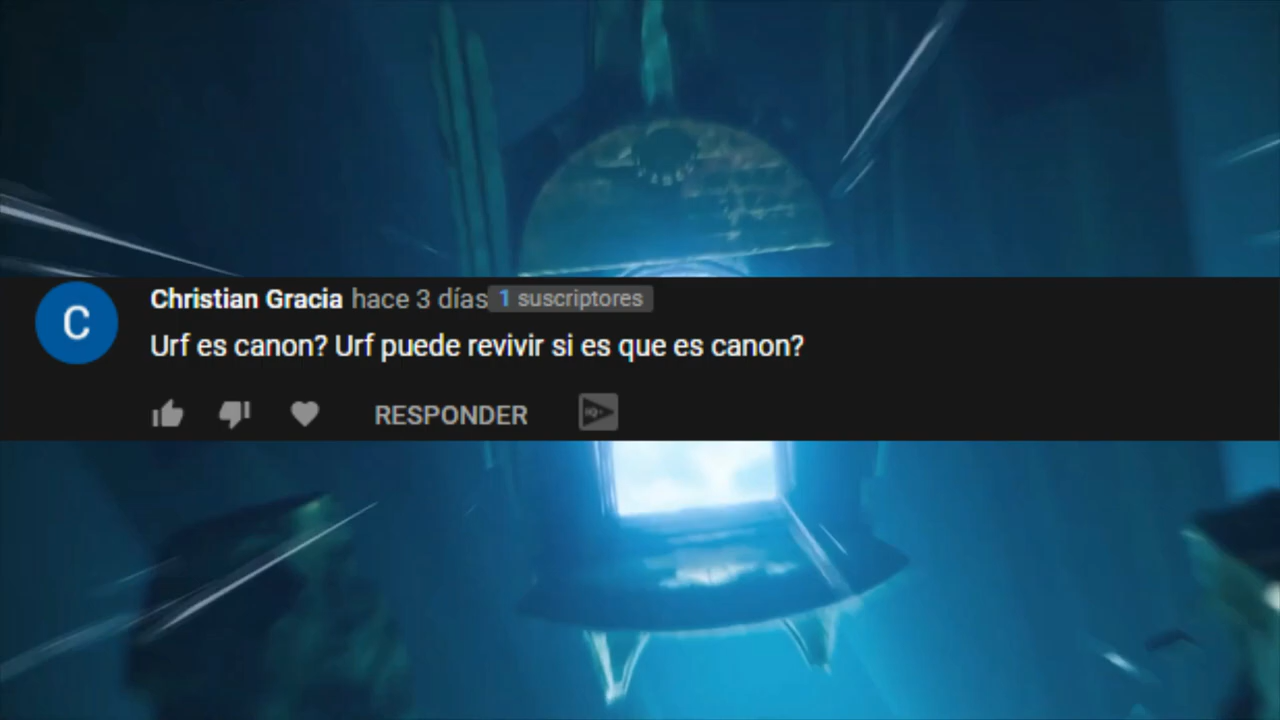 Christian Gracia hace 3 días 1 suscriptores
Urf es canon? Urf puede revivir si es que es canon?
RESPONDER